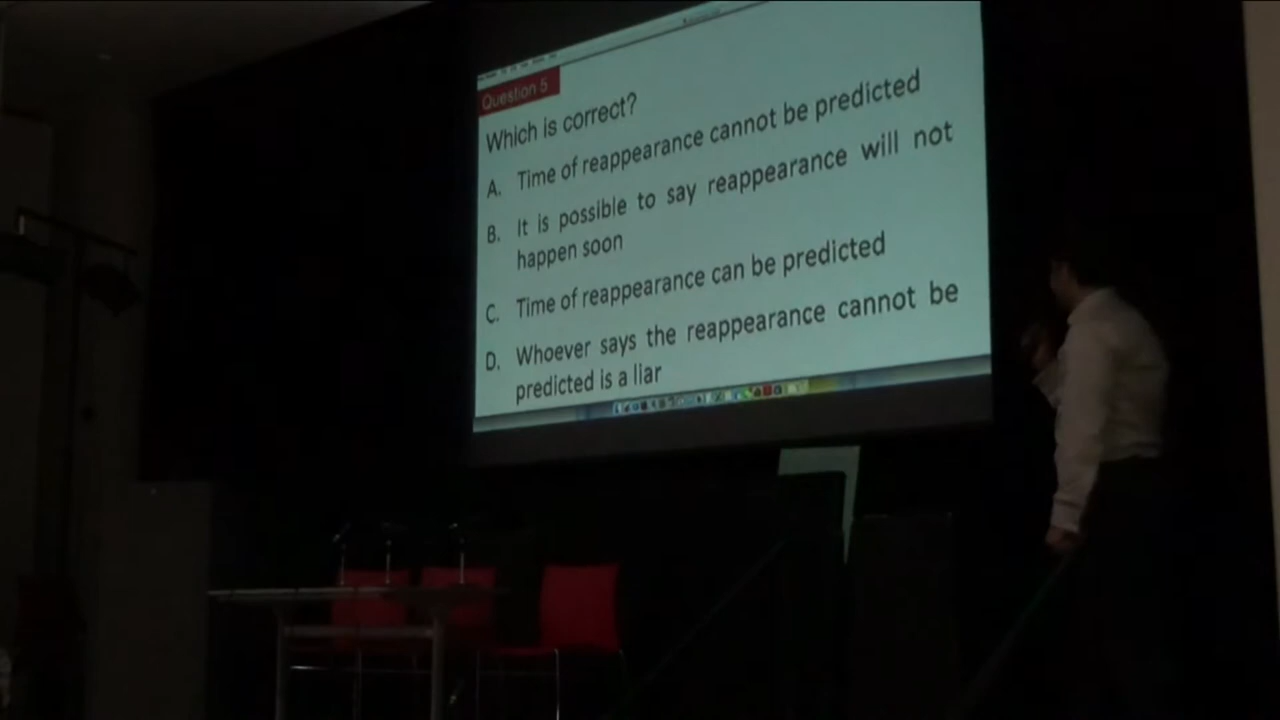 Question 5
Which is correct?
A. Time of reappearance cannot be predicted
B. It is possible to say reappearance will not
happen soon
C. Time of reappearance can be predicted
D. Whoever says the reappearance cannot be
predicted is a liar